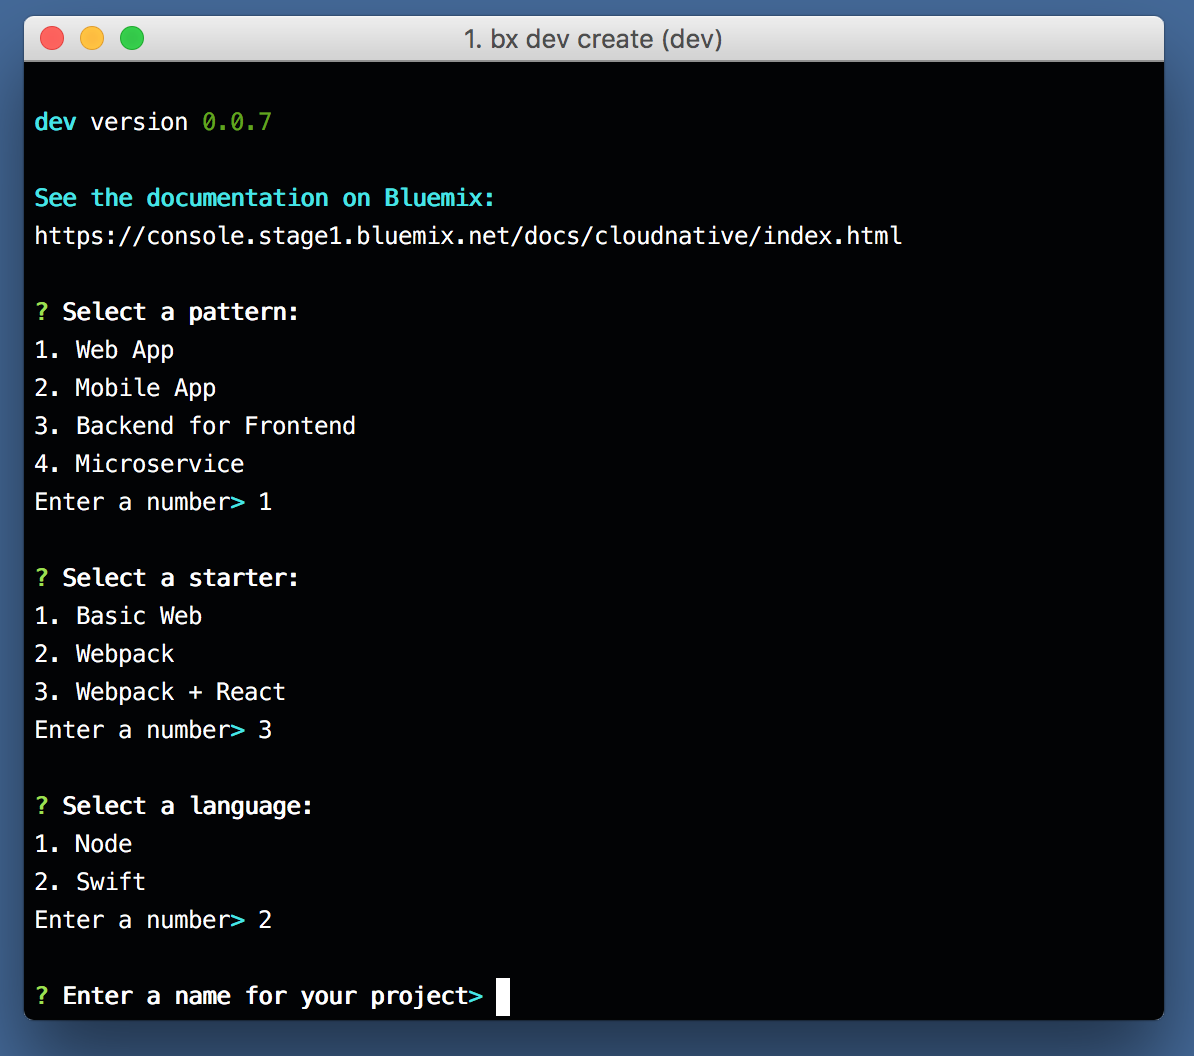 1. bx dev create (dev)
dev version 0.0.7
See the documentation on Bluemix:
https://console.stage1.bluemix.net/docs/cloudnative/index.html
? Select a pattern:
1. Web App
2. Mobile App
3. Backend for Frontend
4. Microservice
Enter a number> 1
? Select a starter:
1. Basic Web
2. Webpack
3. Webpack + React
Enter a number> 3
? Select a language:
1. Node
2. Swift
Enter a number> 2
? Enter a name for your project>